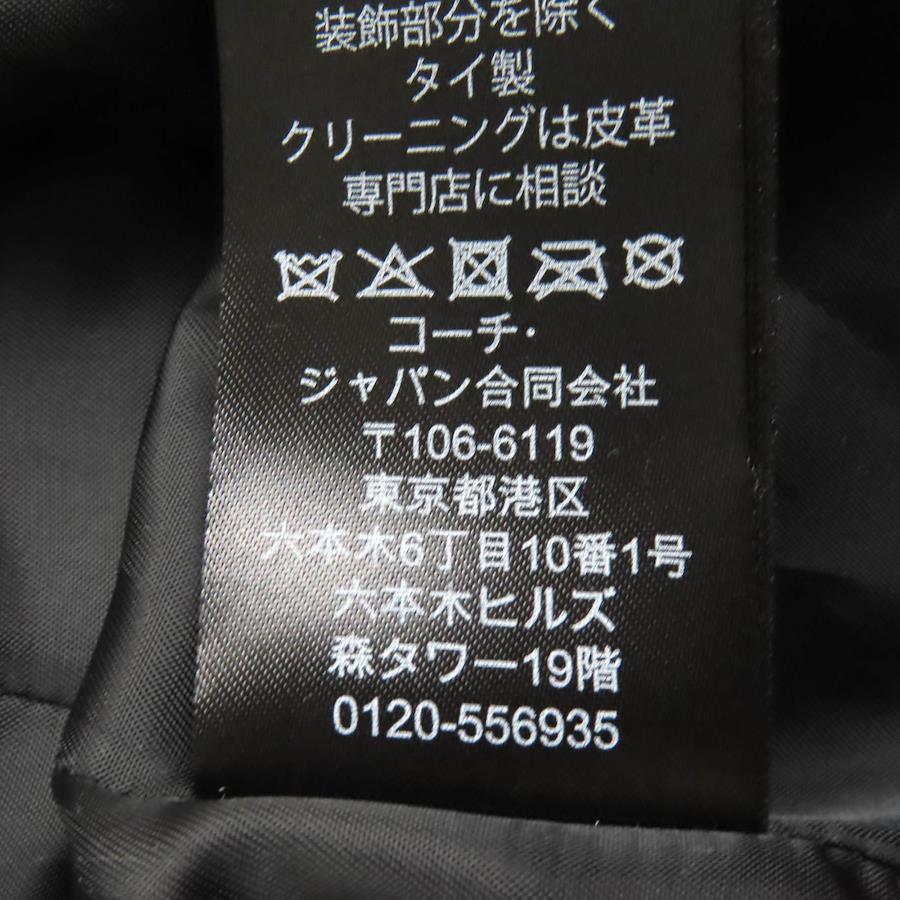 装飾部分を除く
タイ製
クリーニングは皮革
専門店に相談
コーチ・
ジャパン合同会社
〒106-6119
東京都港区
六本木6丁目10番1号
六本木ヒルズ
森タワー19階
0120-556935